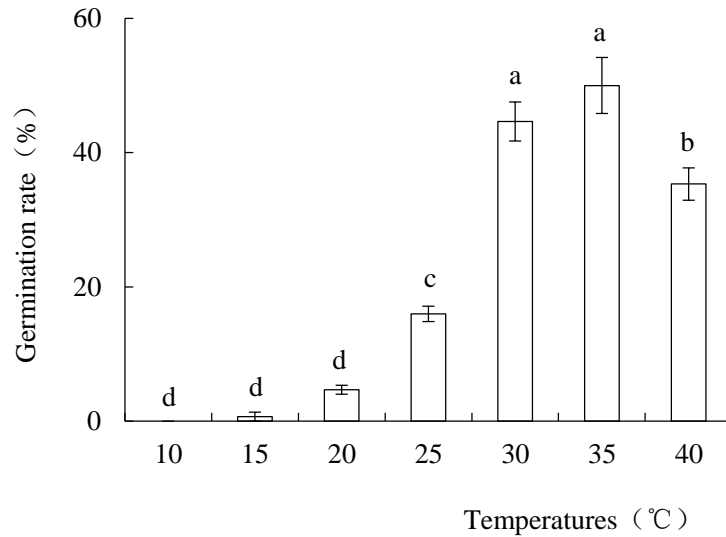 60
40
20
0
Germination rate（%）
d
d
d
c
a
a
b
10 15 20 25 30 35 40
Temperatures（℃）